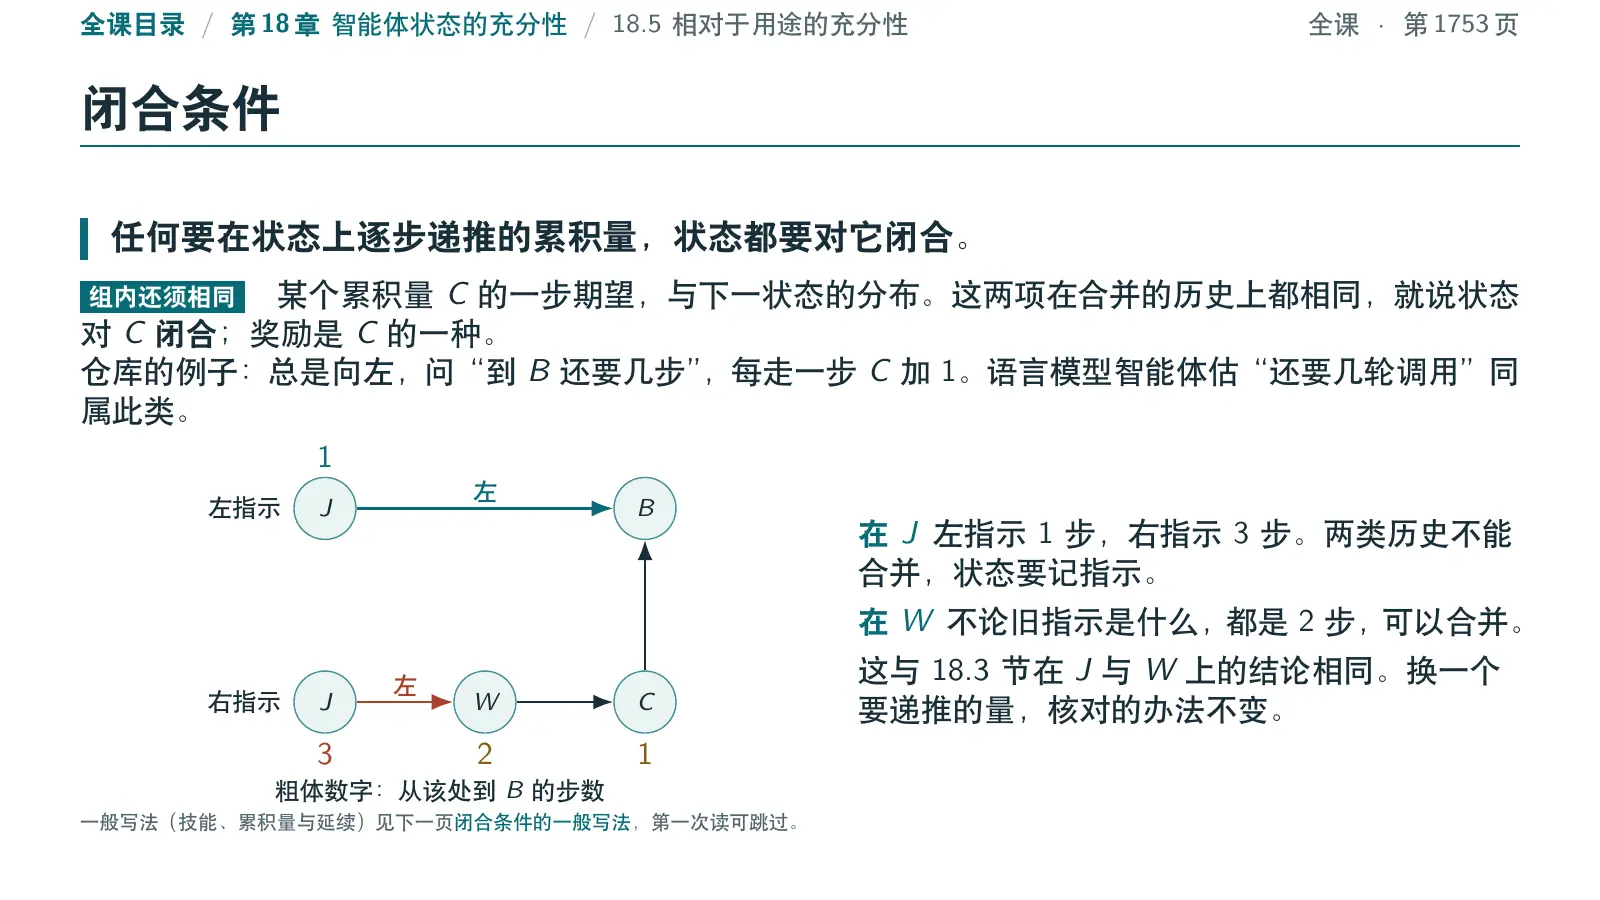 全课目录 / 第18章 智能体状态的充分性 / 18.5 相对于用途的充分性
全课 · 第1753页
闭合条件
任何要在状态上逐步递推的累积量，状态都要对它闭合。
组内还须相同 某个累积量 C 的一步期望，与下一状态的分布。这两项在合并的历史上都相同，就说状态
对 C 闭合；奖励是 C 的一种。
仓库的例子：总是向左，问“到 B 还要几步”，每走一步 C 加 1。语言模型智能体估“还要几轮调用”同
属此类。
1
左指示 J 左 B
右指示 J 左 W C
3 2 1
粗体数字：从该处到 B 的步数
在 J 左指示 1 步，右指示 3 步。两类历史不能
合并，状态要记指示。
在 W 不论旧指示是什么，都是 2 步，可以合并。
这与 18.3 节在 J 与 W 上的结论相同。换一个
要递推的量，核对的办法不变。
一般写法（技能、累积量与延续）见下一页闭合条件的一般写法，第一次读可跳过。